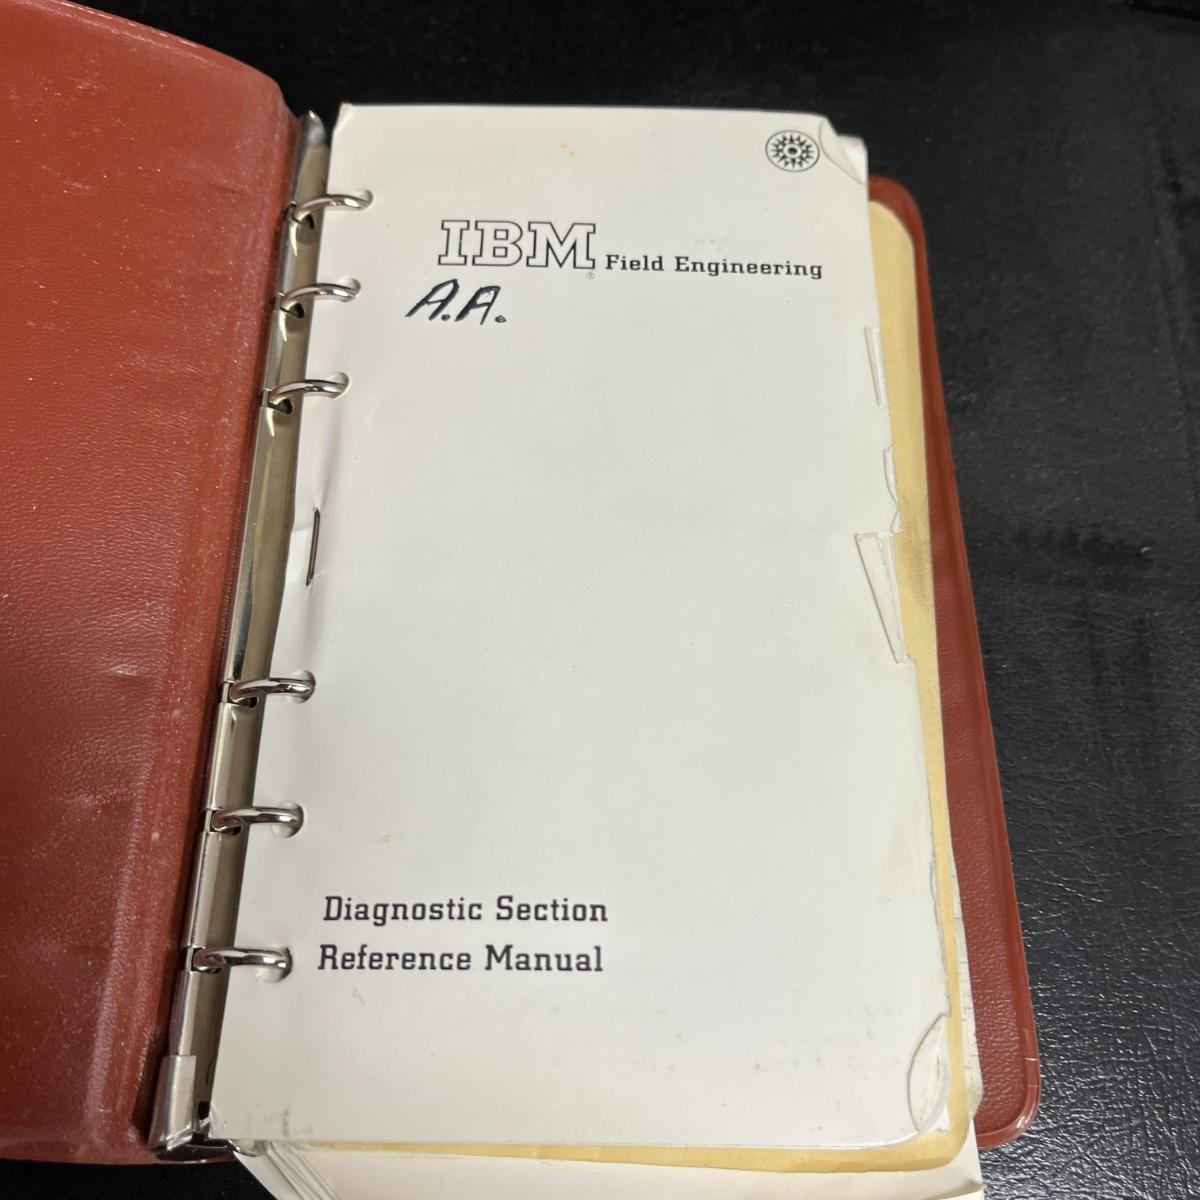 IBM® Field Engineering
A.A.
Diagnostic Section
Reference Manual